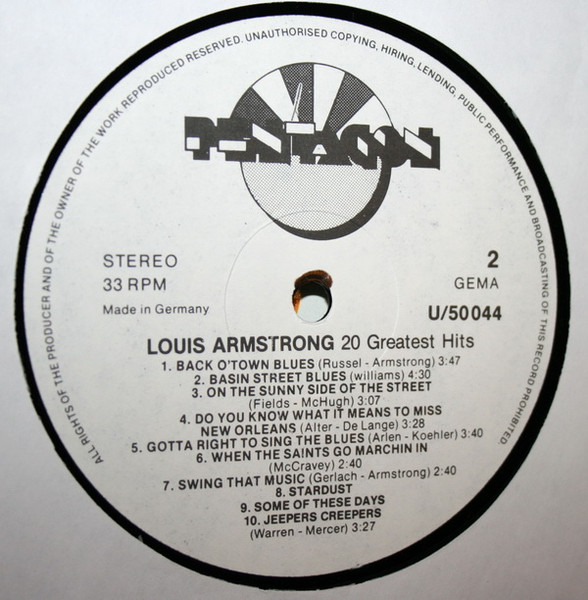 ALL RIGHTS OF THE PRODUCER AND OF THE OWNER OF THE WORK REPRODUCED RESERVED. UNAUTHORISED COPYING, HIRING, LENDING, PUBLIC PERFORMANCE AND BROADCASTING OF THIS RECORD PROHIBITED.
PENTAGON
STEREO
33 RPM
Made in Germany
2
GEMA
U/50044
LOUIS ARMSTRONG 20 Greatest Hits
1. BACK O'TOWN BLUES (Russel - Armstrong) 3:47
2. BASIN STREET BLUES (williams) 4:30
3. ON THE SUNNY SIDE OF THE STREET
(Fields - McHugh) 3:07
4. DO YOU KNOW WHAT IT MEANS TO MISS
NEW ORLEANS (Alter - De Lange) 3:28
5. GOTTA RIGHT TO SING THE BLUES (Arlen - Koehler) 3:40
6. WHEN THE SAINTS GO MARCHIN IN
(McCravey) 2:40
7. SWING THAT MUSIC (Gerlach - Armstrong) 2:40
8. STARDUST
9. SOME OF THESE DAYS
10. JEEPERS CREEPERS
(Warren - Mercer) 3:27